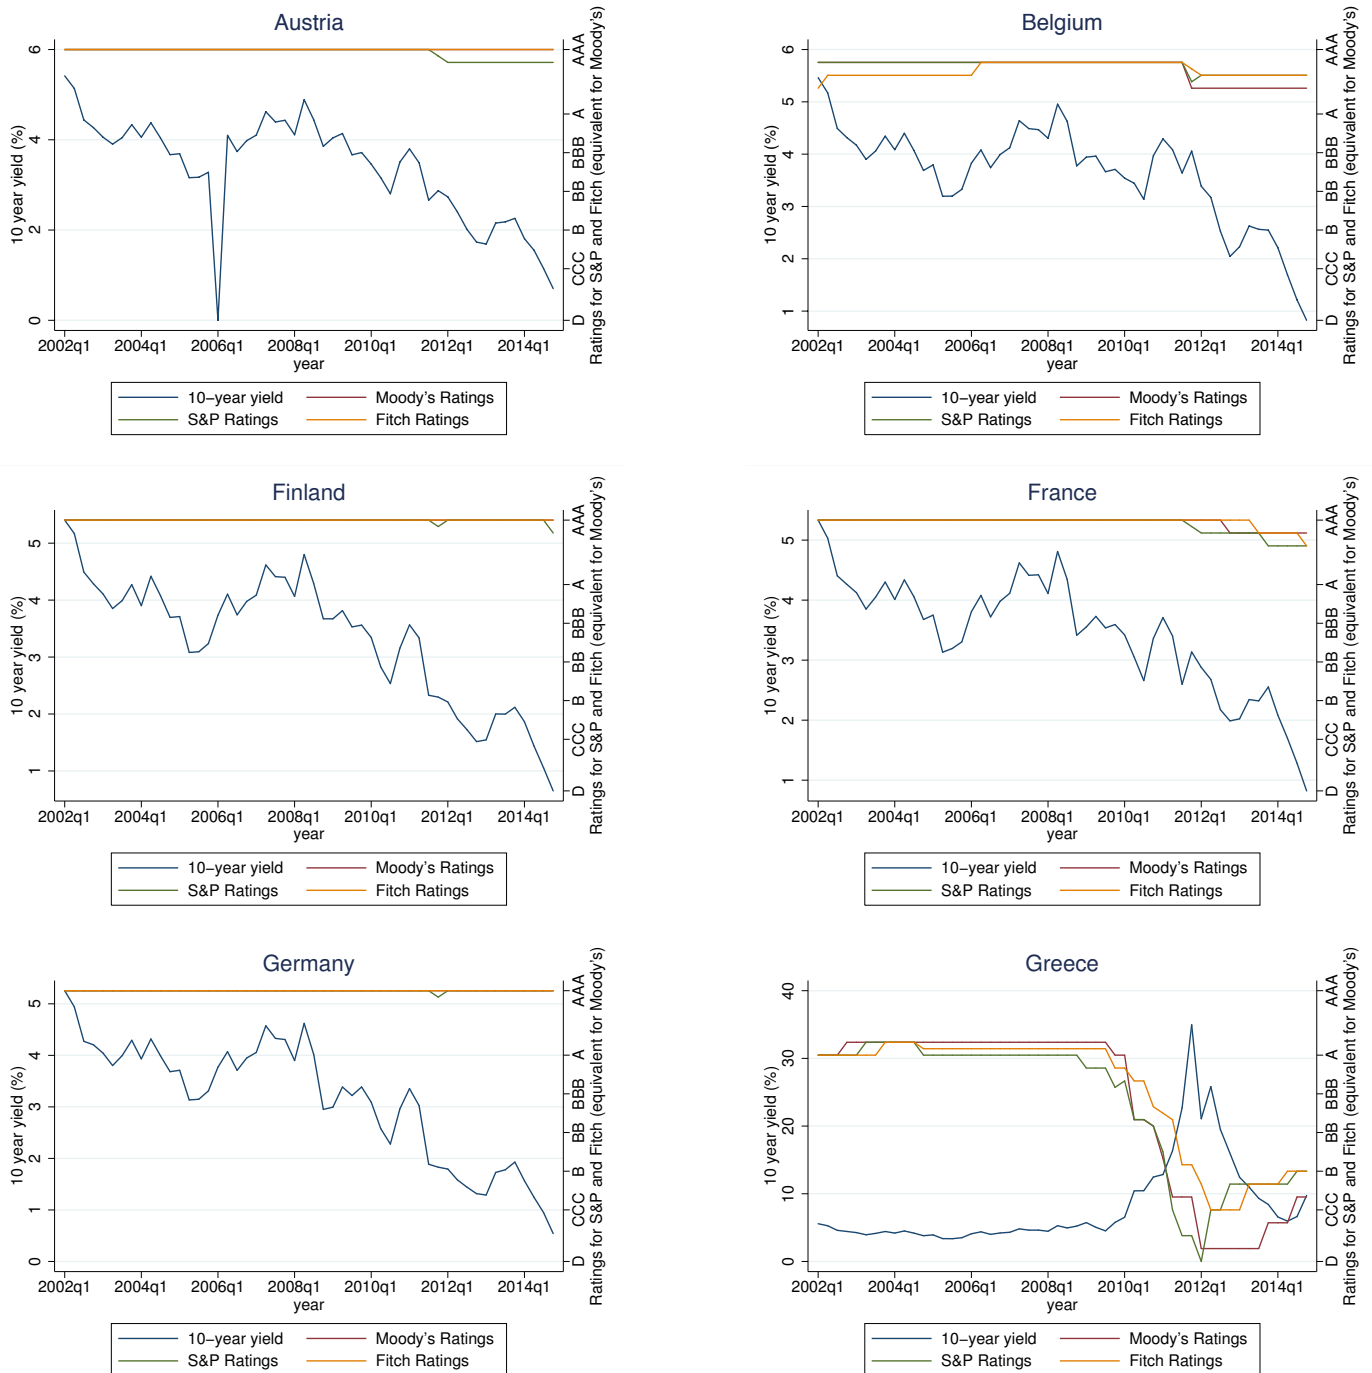 Austria
10 year yield (%)
6
4
2
0
AAA
AA
A
BBB
BB
B
CCC
D
Ratings for S&P and Fitch (equivalent for Moody's)
2002q1 2004q1 2006q1 2008q1 2010q1 2012q1 2014q1
year
10−year yield Moody's Ratings
S&P Ratings Fitch Ratings
Belgium
10 year yield (%)
6
5
4
3
2
1
AAA
AA
A
BBB
BB
B
CCC
D
Ratings for S&P and Fitch (equivalent for Moody's)
2002q1 2004q1 2006q1 2008q1 2010q1 2012q1 2014q1
year
10−year yield Moody's Ratings
S&P Ratings Fitch Ratings
Finland
10 year yield (%)
5
4
3
2
1
AAA
AA
A
BBB
BB
B
CCC
D
Ratings for S&P and Fitch (equivalent for Moody's)
2002q1 2004q1 2006q1 2008q1 2010q1 2012q1 2014q1
year
10−year yield Moody's Ratings
S&P Ratings Fitch Ratings
France
10 year yield (%)
5
4
3
2
1
AAA
AA
A
BBB
BB
B
CCC
D
Ratings for S&P and Fitch (equivalent for Moody's)
2002q1 2004q1 2006q1 2008q1 2010q1 2012q1 2014q1
year
10−year yield Moody's Ratings
S&P Ratings Fitch Ratings
Germany
10 year yield (%)
5
4
3
2
1
0
AAA
AA
A
BBB
BB
B
CCC
D
Ratings for S&P and Fitch (equivalent for Moody's)
2002q1 2004q1 2006q1 2008q1 2010q1 2012q1 2014q1
year
10−year yield Moody's Ratings
S&P Ratings Fitch Ratings
Greece
10 year yield (%)
40
30
20
10
0
AAA
AA
A
BBB
BB
B
CCC
D
Ratings for S&P and Fitch (equivalent for Moody's)
2002q1 2004q1 2006q1 2008q1 2010q1 2012q1 2014q1
year
10−year yield Moody's Ratings
S&P Ratings Fitch Ratings